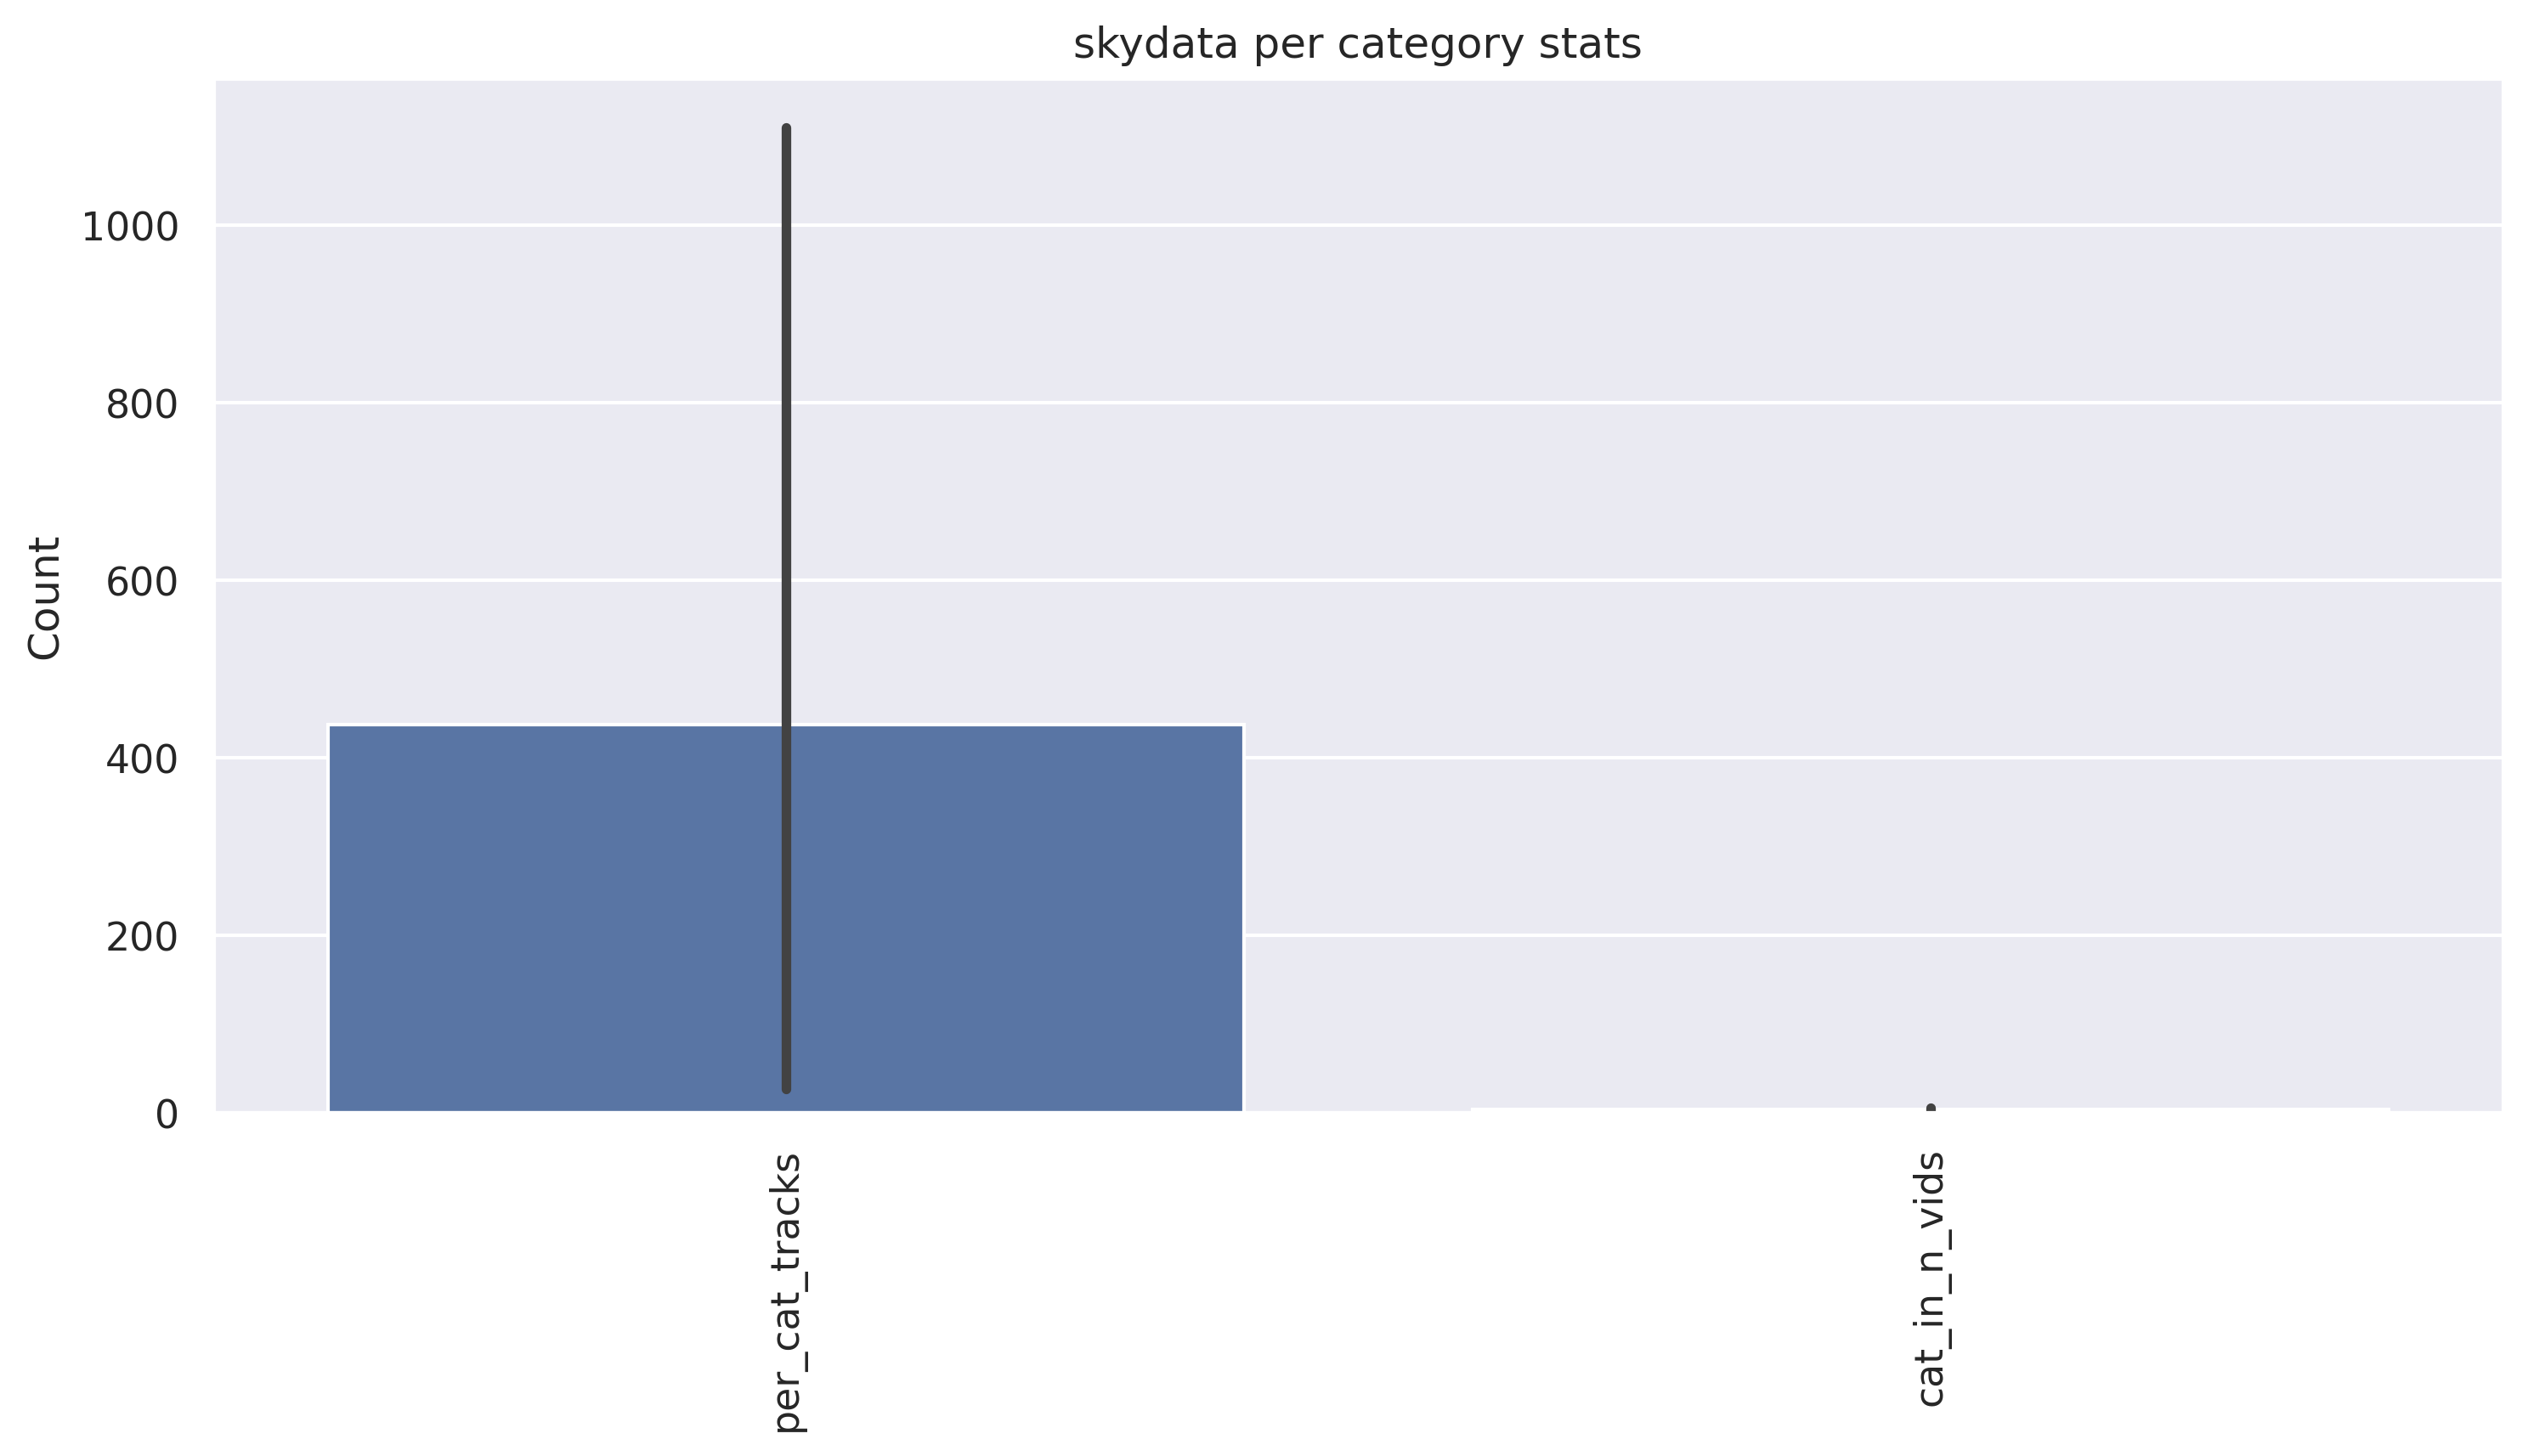 skydata per category stats
Count
1000
800
600
400
200
0
per_cat_tracks
cat_in_n_vids